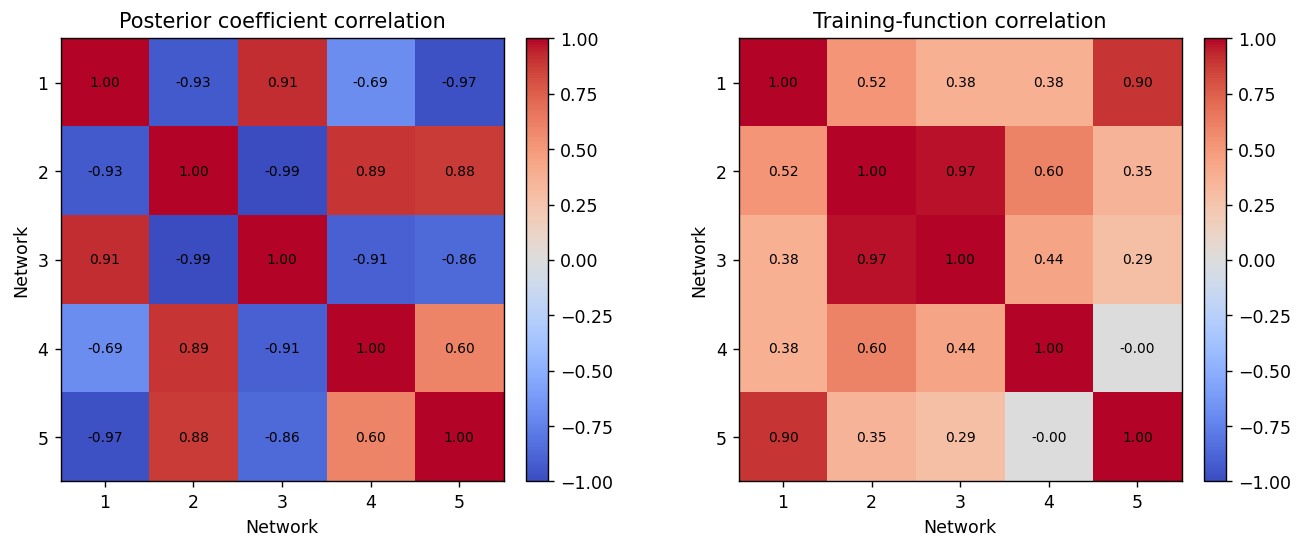 Posterior coefficient correlation
1 1.00 -0.93 0.91 -0.69 -0.97
2 -0.93 1.00 -0.99 0.89 0.88
3 0.91 -0.99 1.00 -0.91 -0.86
4 -0.69 0.89 -0.91 1.00 0.60
5 -0.97 0.88 -0.86 0.60 1.00
1 2 3 4 5
Network
Network
1.00
0.75
0.50
0.25
0.00
−0.25
−0.50
−0.75
−1.00
Training-function correlation
1 1.00 0.52 0.38 0.38 0.90
2 0.52 1.00 0.97 0.60 0.35
3 0.38 0.97 1.00 0.44 0.29
4 0.38 0.60 0.44 1.00 -0.00
5 0.90 0.35 0.29 -0.00 1.00
1 2 3 4 5
Network
Network
1.00
0.75
0.50
0.25
0.00
−0.25
−0.50
−0.75
−1.00